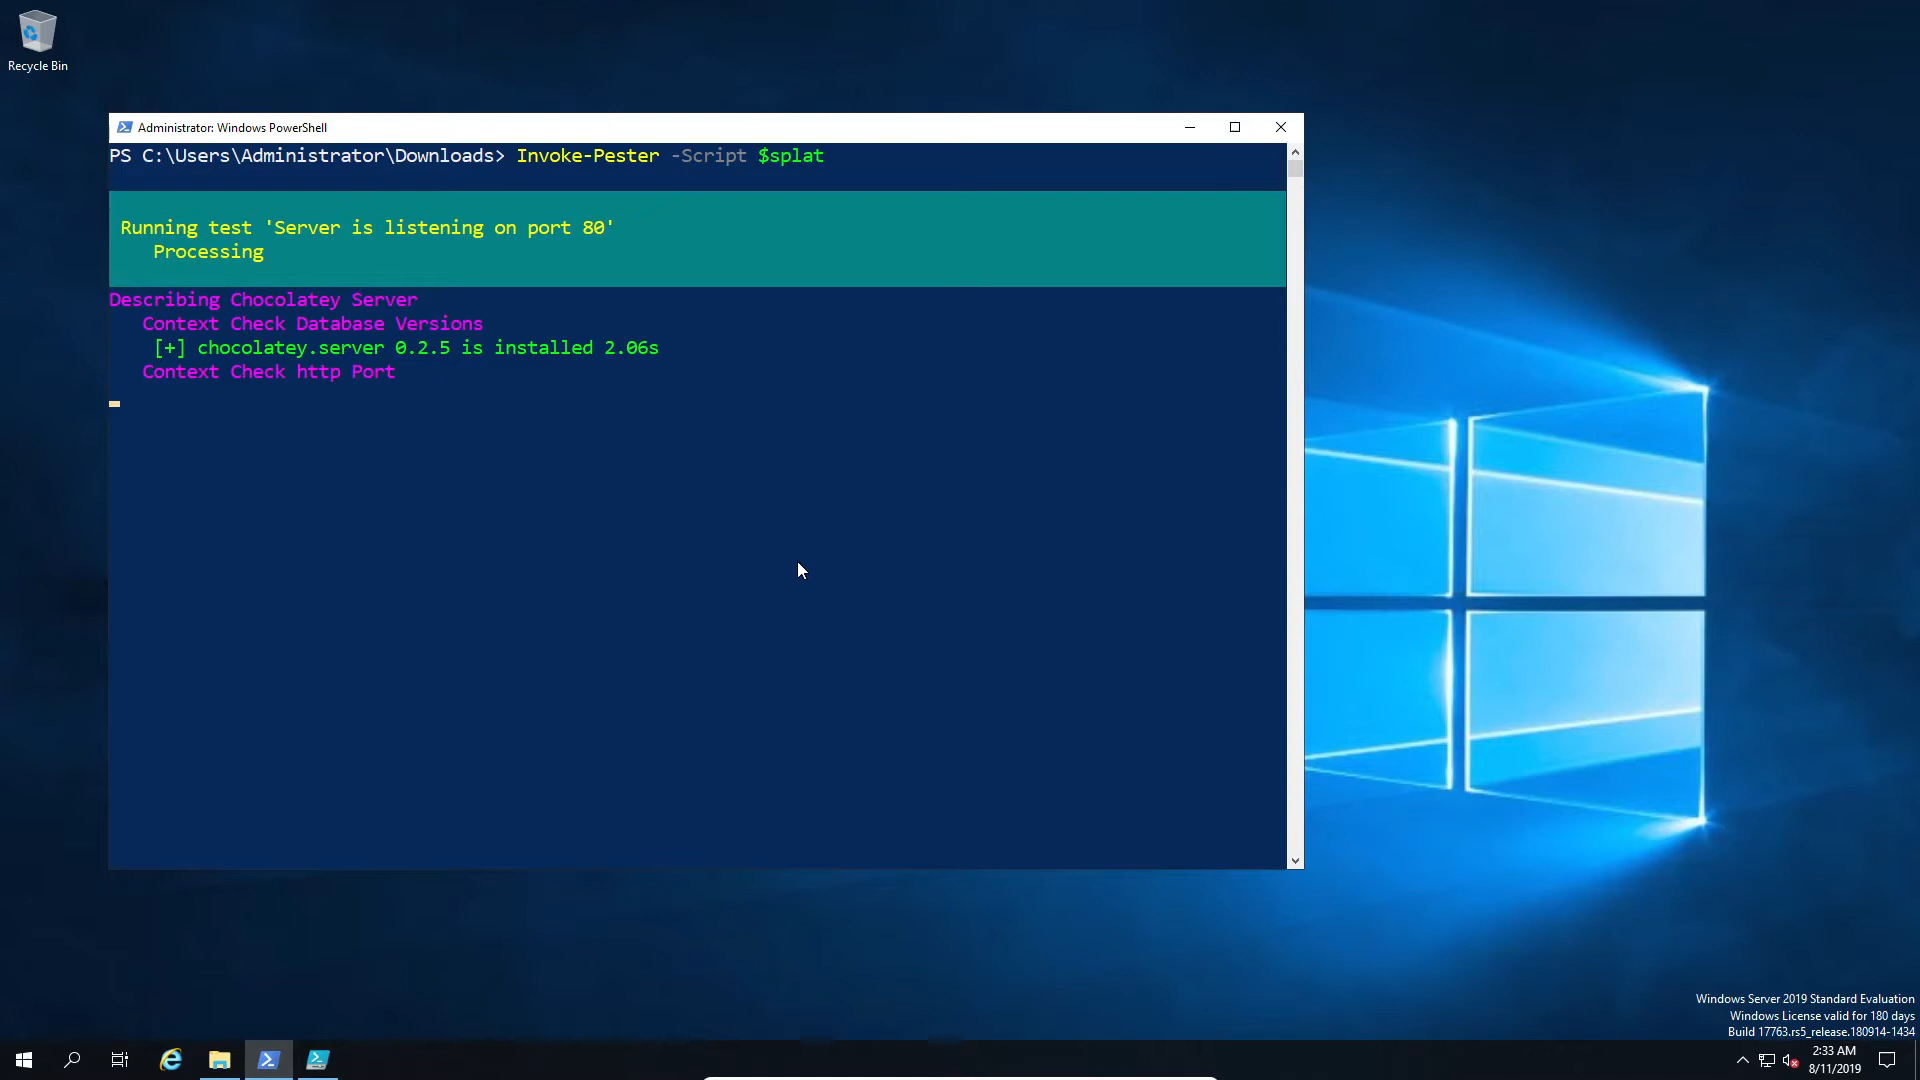 Recycle Bin
Administrator: Windows PowerShell
PS C:\Users\Administrator\Downloads> Invoke-Pester -Script $splat
Running test 'Server is listening on port 80'
Processing
Describing Chocolatey Server
Context Check Database Versions
[+] chocolatey.server 0.2.5 is installed 2.06s
Context Check http Port
Windows Server 2019 Standard Evaluation
Windows License valid for 180 days
Build 17763.rs5_release.180914-1434
2:33 AM
8/11/2019